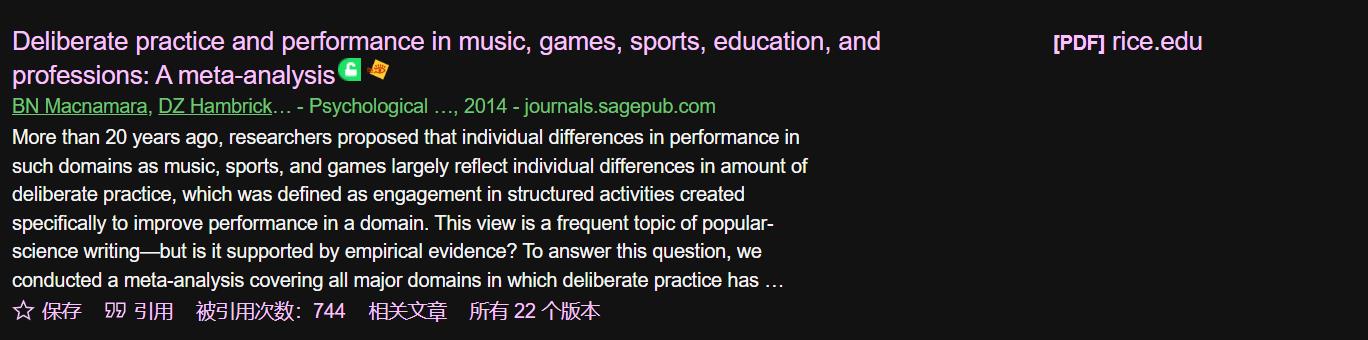 Deliberate practice and performance in music, games, sports, education, and
professions: A meta-analysis
[PDF] rice.edu
BN Macnamara, DZ Hambrick… - Psychological …, 2014 - journals.sagepub.com
More than 20 years ago, researchers proposed that individual differences in performance in
such domains as music, sports, and games largely reflect individual differences in amount of
deliberate practice, which was defined as engagement in structured activities created
specifically to improve performance in a domain. This view is a frequent topic of popular-
science writing—but is it supported by empirical evidence? To answer this question, we
conducted a meta-analysis covering all major domains in which deliberate practice has …
保存 引用 被引用次数：744 相关文章 所有 22 个版本